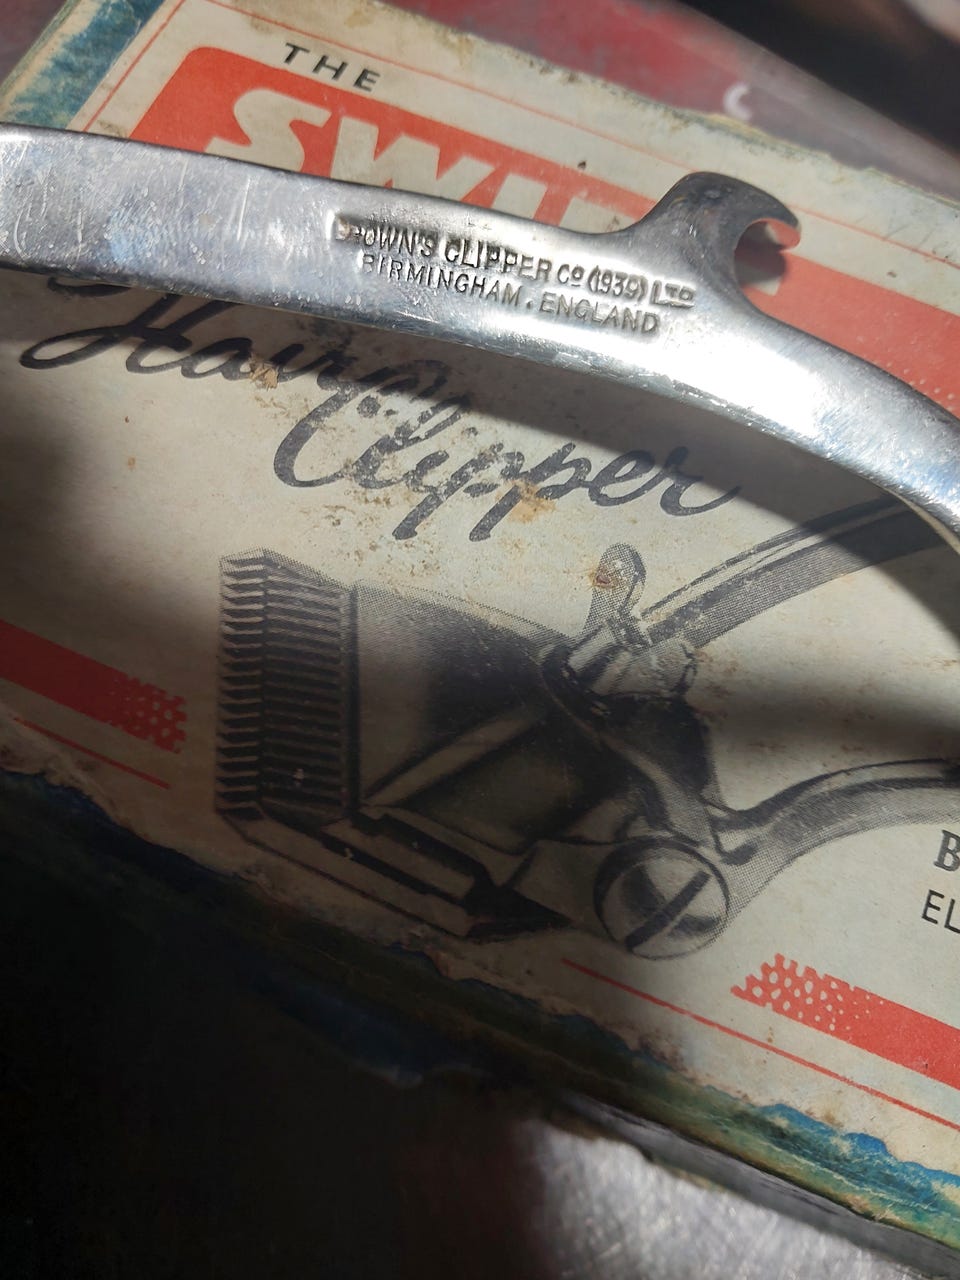 THE
BROWN'S CLIPPER Cº (1939) LTD
BIRMINGHAM. ENGLAND
Hair
Clipper